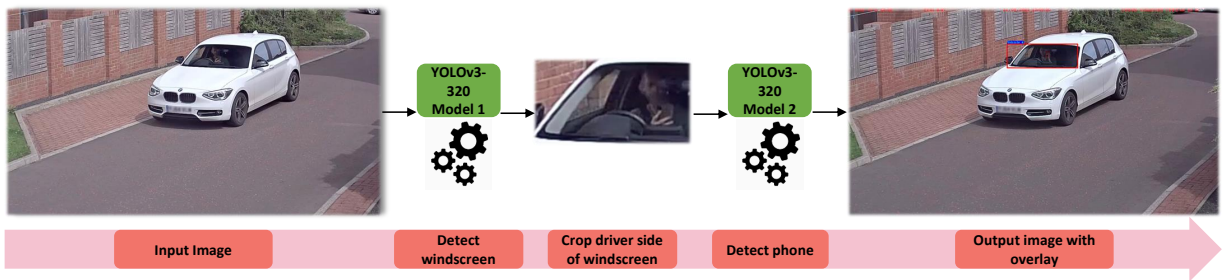 YOLOv3-
320
Model 1
YOLOv3-
320
Model 2
Input Image
Detect
windscreen
Crop driver side
of windscreen
Detect phone
Output image with
overlay